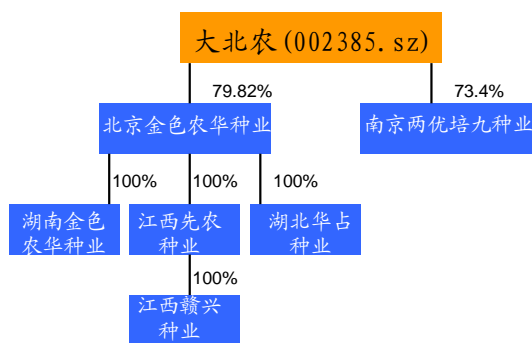 大北农(002385.sz)
79.82%
73.4%
北京金色农华种业
南京两优培九种业
100%
100%
100%
湖南金色
农华种业
江西先农
种业
湖北华占
种业
100%
江西赣兴
种业